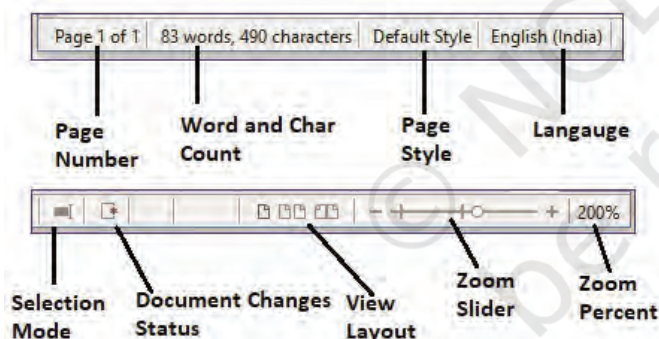 Page 1 of 1 83 words, 490 characters Default Style English (India)
Page Number
Word and Char Count
Page Style
Langauge
200%
Selection Mode
Document Changes Status
View Layout
Zoom Slider
Zoom Percent
©